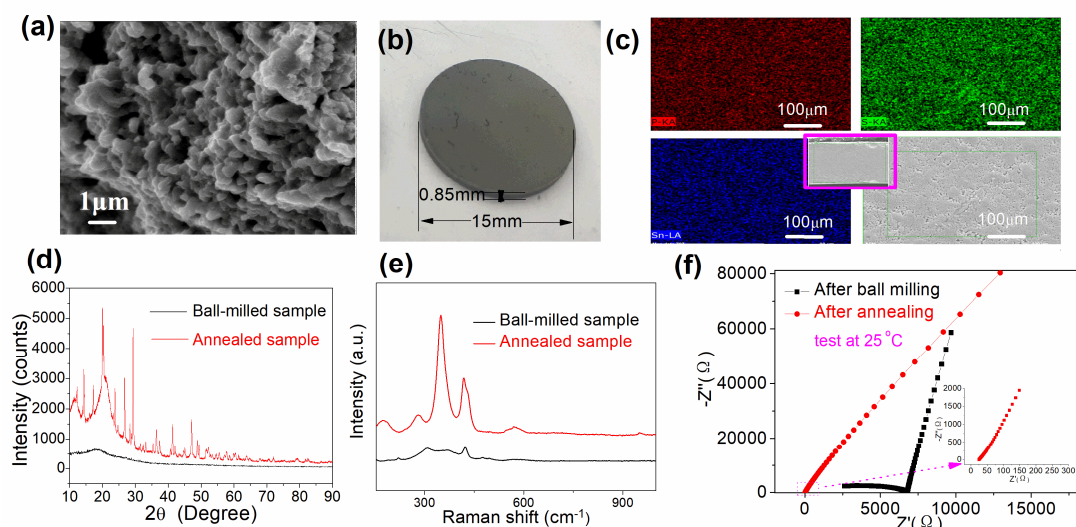 (a)
1μm
(b)
0.85mm
15mm
(c)
P-KA
100μm
S-KA
100μm
Sn-LA
100μm
100μm
(d)
Intensity (counts)
6000
5000
4000
3000
2000
1000
0
Ball-milled sample
Annealed sample
10 20 30 40 50 60 70 80 90
2θ (Degree)
(e)
Intensity (a.u.)
Ball-milled sample
Annealed sample
300 600 900
Raman shift (cm⁻¹)
(f)
-Z''(Ω)
80000
60000
40000
20000
0
After ball milling
After annealing
test at 25 °C
-Z''(Ω)
2000
1500
1000
500
0
0 50 100 150 200 250 300
Z'(Ω)
0 5000 10000 15000
Z'(Ω)